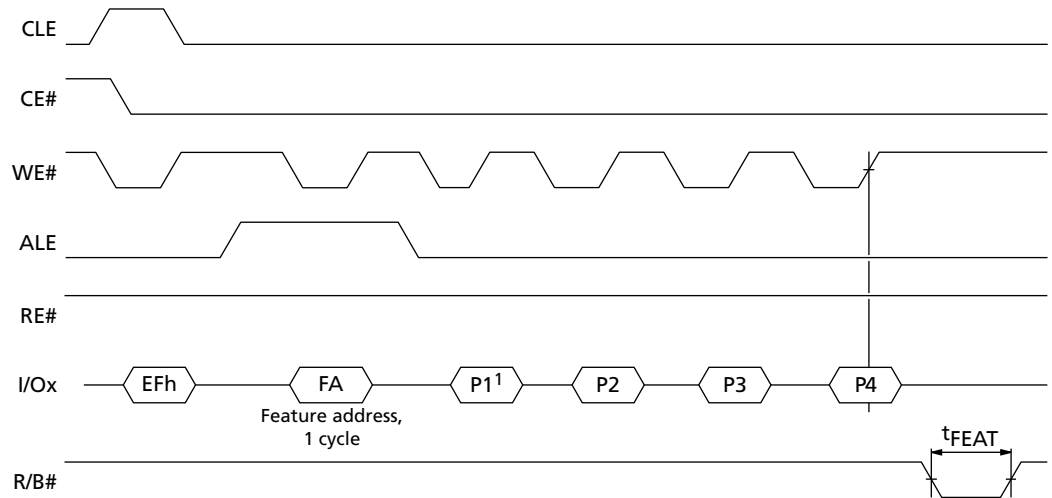 CLE
CE#
WE#
ALE
RE#
I/Ox
EFh
FA
P1¹
P2
P3
P4
Feature address,
1 cycle
tFEAT
R/B#